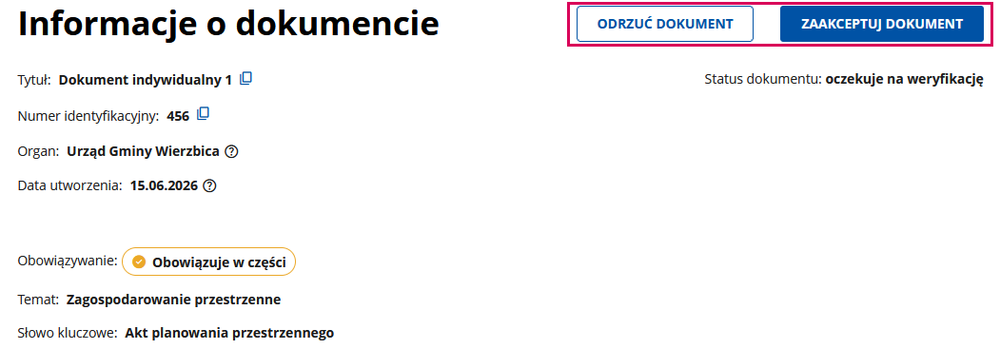 Informacje o dokumencie
ODRZUĆ DOKUMENT
ZAAKCEPTUJ DOKUMENT
Tytuł: Dokument indywidualny 1
Status dokumentu: oczekuje na weryfikację
Numer identyfikacyjny: 456
Organ: Urząd Gminy Wierzbica
Data utworzenia: 15.06.2026
Obowiązywanie: Obowiązuje w części
Temat: Zagospodarowanie przestrzenne
Słowo kluczowe: Akt planowania przestrzennego